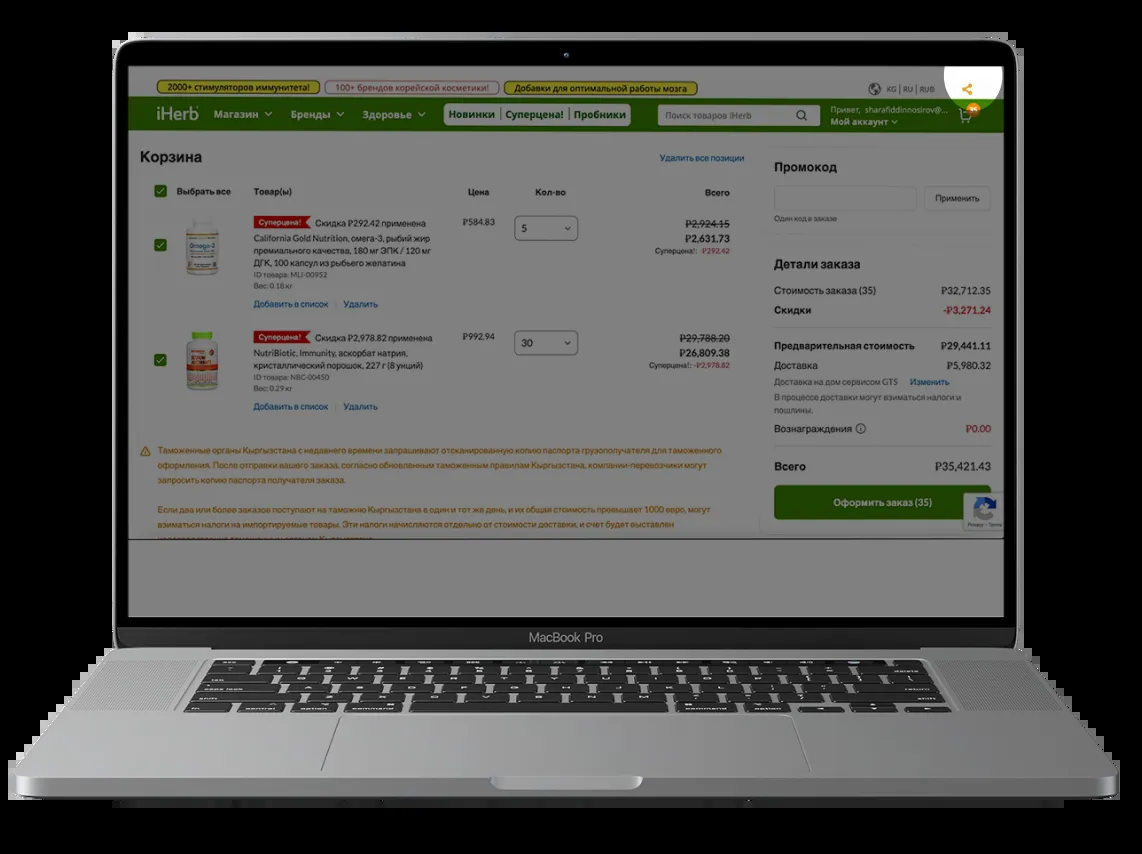 2000+ стимуляторов иммунитета!
100+ брендов корейской косметики!
Добавки для оптимальной работы мозга
KG | RU | RUB
iHerb
Магазин
Бренды
Здоровье
Новинки | Суперцена! | Пробники
Поиск товаров iHerb
Привет, sharafiddinnosirov@...
Мой аккаунт
35
Корзина
Удалить все позиции
Выбрать все
Товар(ы)
Цена
Кол-во
Всего
Суперцена! Скидка ₽292.42 применена
California Gold Nutrition, омега-3, рыбий жир
премиального качества, 180 мг ЭПК / 120 мг
ДГК, 100 капсул из рыбьего желатина
ID товара: MLI-00952
Вес: 0.18 кг
Добавить в список | Удалить
₽584.83
5
₽2,924.15
₽2,631.73
Суперцена!: -₽292.42
Суперцена! Скидка ₽2,978.82 применена
NutriBiotic, Immunity, аскорбат натрия,
кристаллический порошок, 227 г (8 унций)
ID товара: NBC-00450
Вес: 0.29 кг
Добавить в список | Удалить
₽992.94
30
₽29,788.20
₽26,809.38
Суперцена!: -₽2,978.82
Таможенные органы Кыргызстана с недавнего времени запрашивают отсканированную копию паспорта грузополучателя для таможенного
оформления. После отправки вашего заказа, согласно обновленным таможенным правилам Кыргызстана, компании-перевозчики могут
запросить копию паспорта получателя заказа.
Если два или более заказов поступают на таможню Кыргызстана в один и тот же день, и их общая стоимость превышает 1000 евро, могут
взиматься налоги на импортируемые товары. Эти налоги начисляются отдельно от стоимости доставки, и счет будет выставлен
Промокод
Применить
Один код в заказе
Детали заказа
Стоимость заказа (35) ₽32,712.35
Скидки -₽3,271.24
Предварительная стоимость ₽29,441.11
Доставка ₽5,980.32
Доставка на дом сервисом GTS Изменить
В процессе доставки могут взиматься налоги и
пошлины.
Вознаграждения ₽0.00
Всего ₽35,421.43
Оформить заказ (35)
Privacy - Terms
MacBook Pro